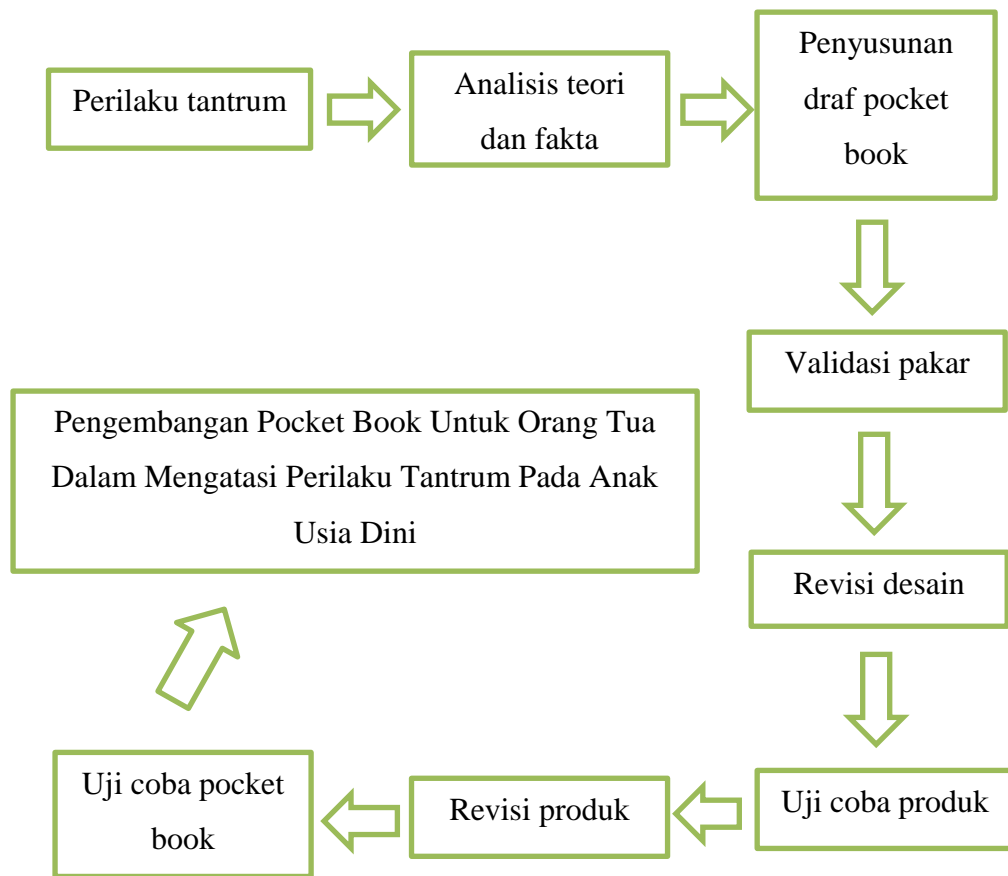 Perilaku tantrum
Analisis teori
dan fakta
Penyusunan
draf pocket
book
Validasi pakar
Revisi desain
Uji coba produk
Revisi produk
Uji coba pocket
book
Pengembangan Pocket Book Untuk Orang Tua
Dalam Mengatasi Perilaku Tantrum Pada Anak
Usia Dini